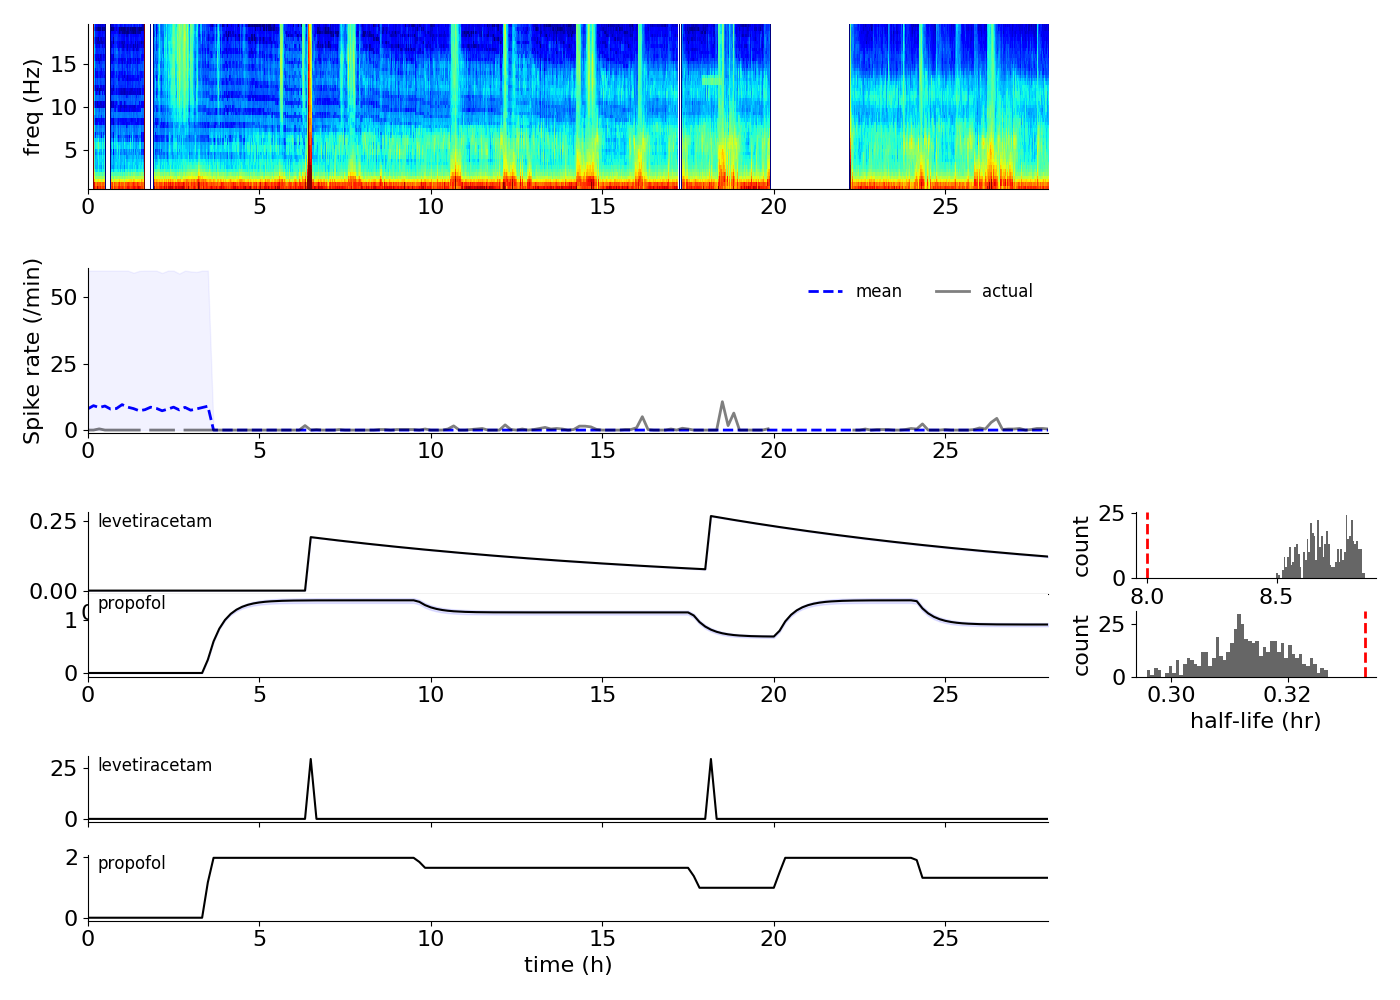 freq (Hz)
15
10
5
0 5 10 15 20 25
Spike rate (/min)
50
25
0
mean actual
0 5 10 15 20 25
levetiracetam
0.25
0.00
propofol
1
0
0 5 10 15 20 25
count
25
0
8.0 8.5
count
25
0
0.30 0.32
half-life (hr)
levetiracetam
25
0
propofol
2
0
0 5 10 15 20 25
time (h)